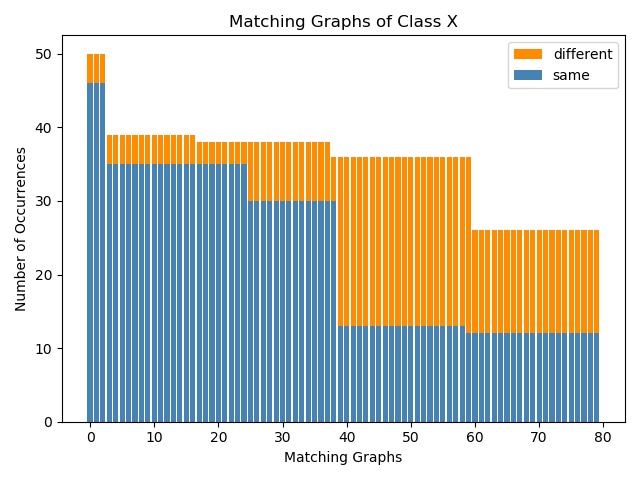 Matching Graphs of Class X
different
same
Number of Occurrences
50
40
30
20
10
0
0 10 20 30 40 50 60 70 80
Matching Graphs